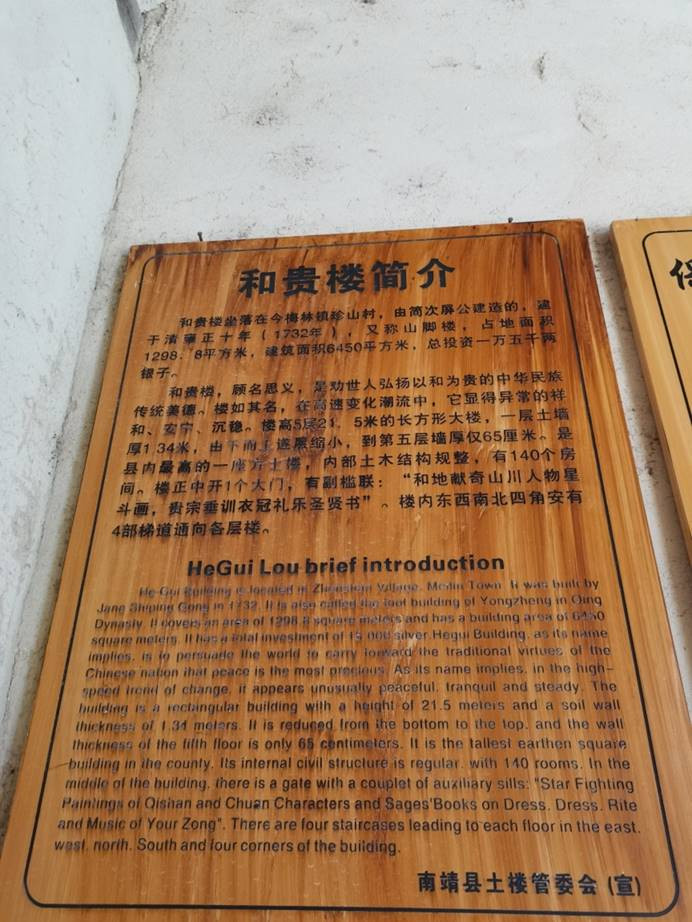 和贵楼简介
和贵楼坐落在今梅林镇珍山村，由简次屏公建造的，建
于清雍正十年（1732年），又称山脚楼，占地面积
1298．8平方米，建筑面积6450平方米，总投资一万五千两
银子。
和贵楼，顾名思义，是劝世人弘扬以和为贵的中华民族
传统美德。楼如其名，在高速变化潮流中，它显得异常的祥
和、安宁、沉稳。楼高5层21．5米的长方形大楼，一层土墙
厚1.34米，由下而上逐层缩小，到第五层墙厚仅65厘米。是
县内最高的一座方土楼，内部土木结构规整，有140个房
间。楼正中开1个大门，有副槛联：“和地献奇山川人物星
斗画，贵宗垂训衣冠礼乐圣贤书”。楼内东西南北四角安有
4部梯道通向各层楼。
HeGui Lou brief introduction
He Gui Building is located in Zhenshan Village, Meilin Town. It was built by
Jane Shiping Gong in 1732. It is also called the foot building of Yongzheng in Qing
Dynasty. It covers an area of 1298.8 square meters and has a building area of 6450
square meters. It has a total investment of 15 000 silver.Hegui Building, as its name
implies, is to persuade the world to carry forward the traditional virtues of the
Chinese nation that peace is the most precious. As its name implies, in the high-
speed trend of change, it appears unusually peaceful, tranquil and steady. The
building is a rectangular building with a height of 21.5 meters and a soil wall
thickness of 1.34 meters. It is reduced from the bottom to the top, and the wall
thickness of the fifth floor is only 65 centimeters. It is the tallest earthen square
building in the county. Its internal civil structure is regular, with 140 rooms. In the
middle of the building, there is a gate with a couplet of auxiliary sills: "Star Fighting
Paintings of Qishan and Chuan Characters and Sages'Books on Dress, Dress, Rite
and Music of Your Zong". There are four staircases leading to each floor in the east,
west, north, South and four corners of the building.
南靖县土楼管委会（宣）